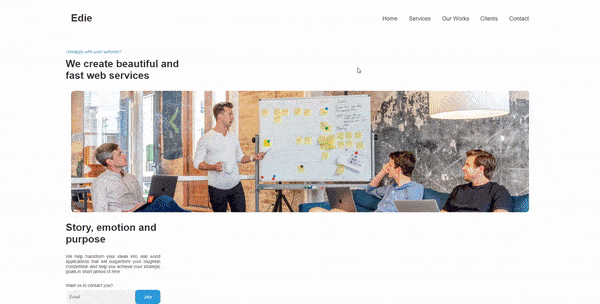 Edie
Home Services Our Works Clients Contact
Unhappy with your website?
We create beautiful and
fast web services
Story, emotion and
purpose
We help transform your ideas into real world
applications that will outperform your toughest
competition and help you achieve your strategic
goals in short period of time
Want us to contact you?
Email
Join